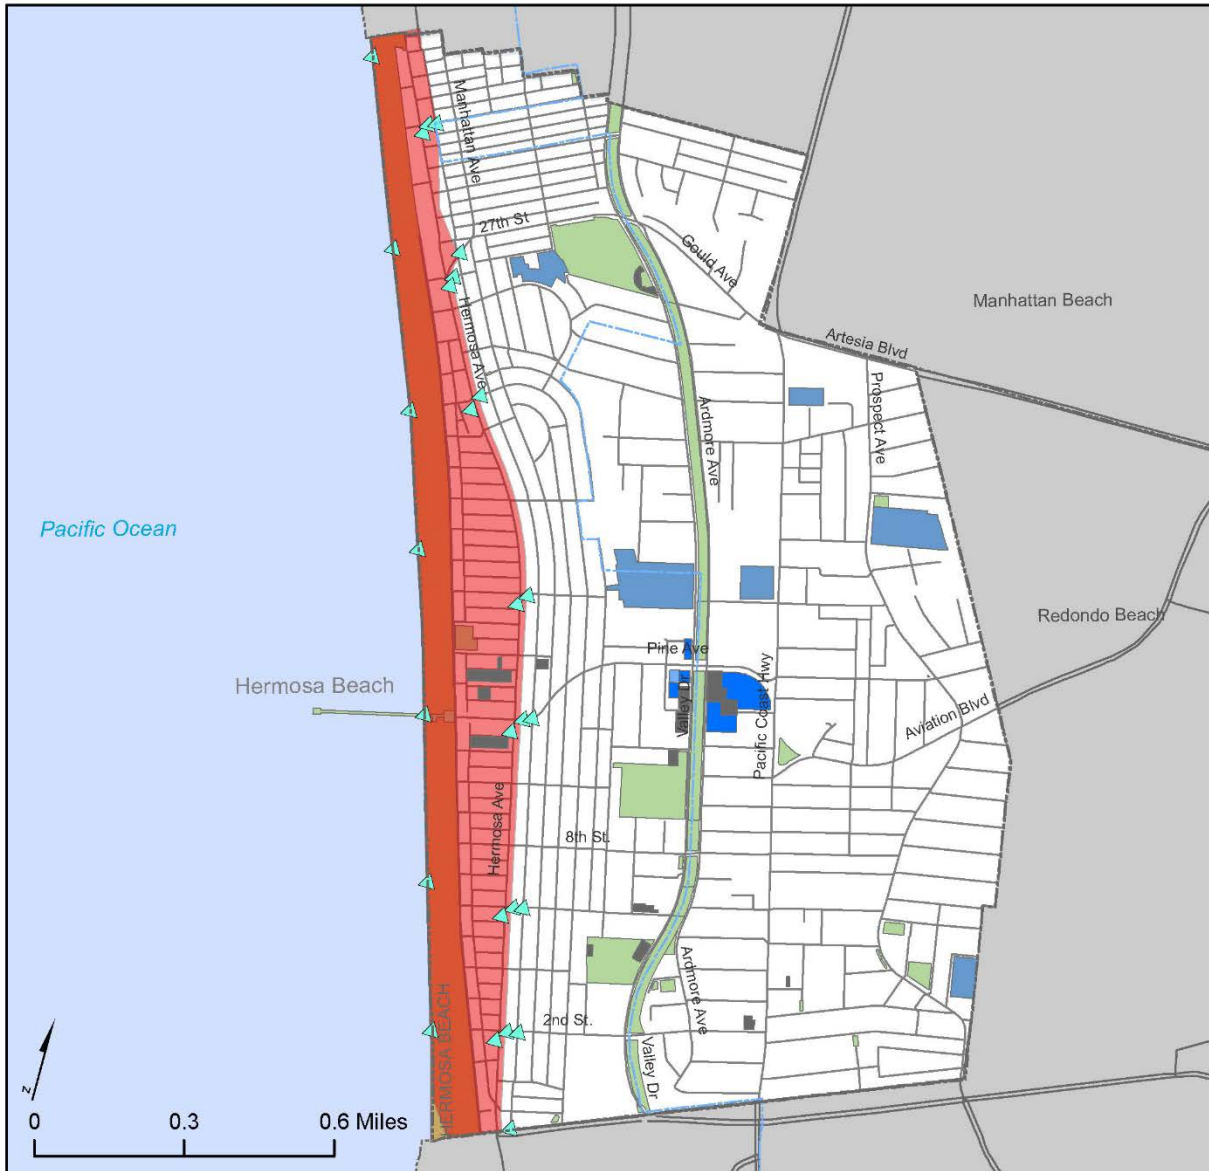 Manhattan Ave
27th St
Gould Ave
Manhattan Beach
Artesia Blvd
Hermosa Ave
Prospect Ave
Ardmore Ave
Pacific Ocean
Redondo Beach
Pine Ave
Hermosa Beach
Valley Dr
Pacific Coast Hwy
Aviation Blvd
Hermosa Ave
8th St.
Ardmore Ave
2nd St.
HERMOSA BEACH
Valley Dr
z
0 0.3 0.6 Miles